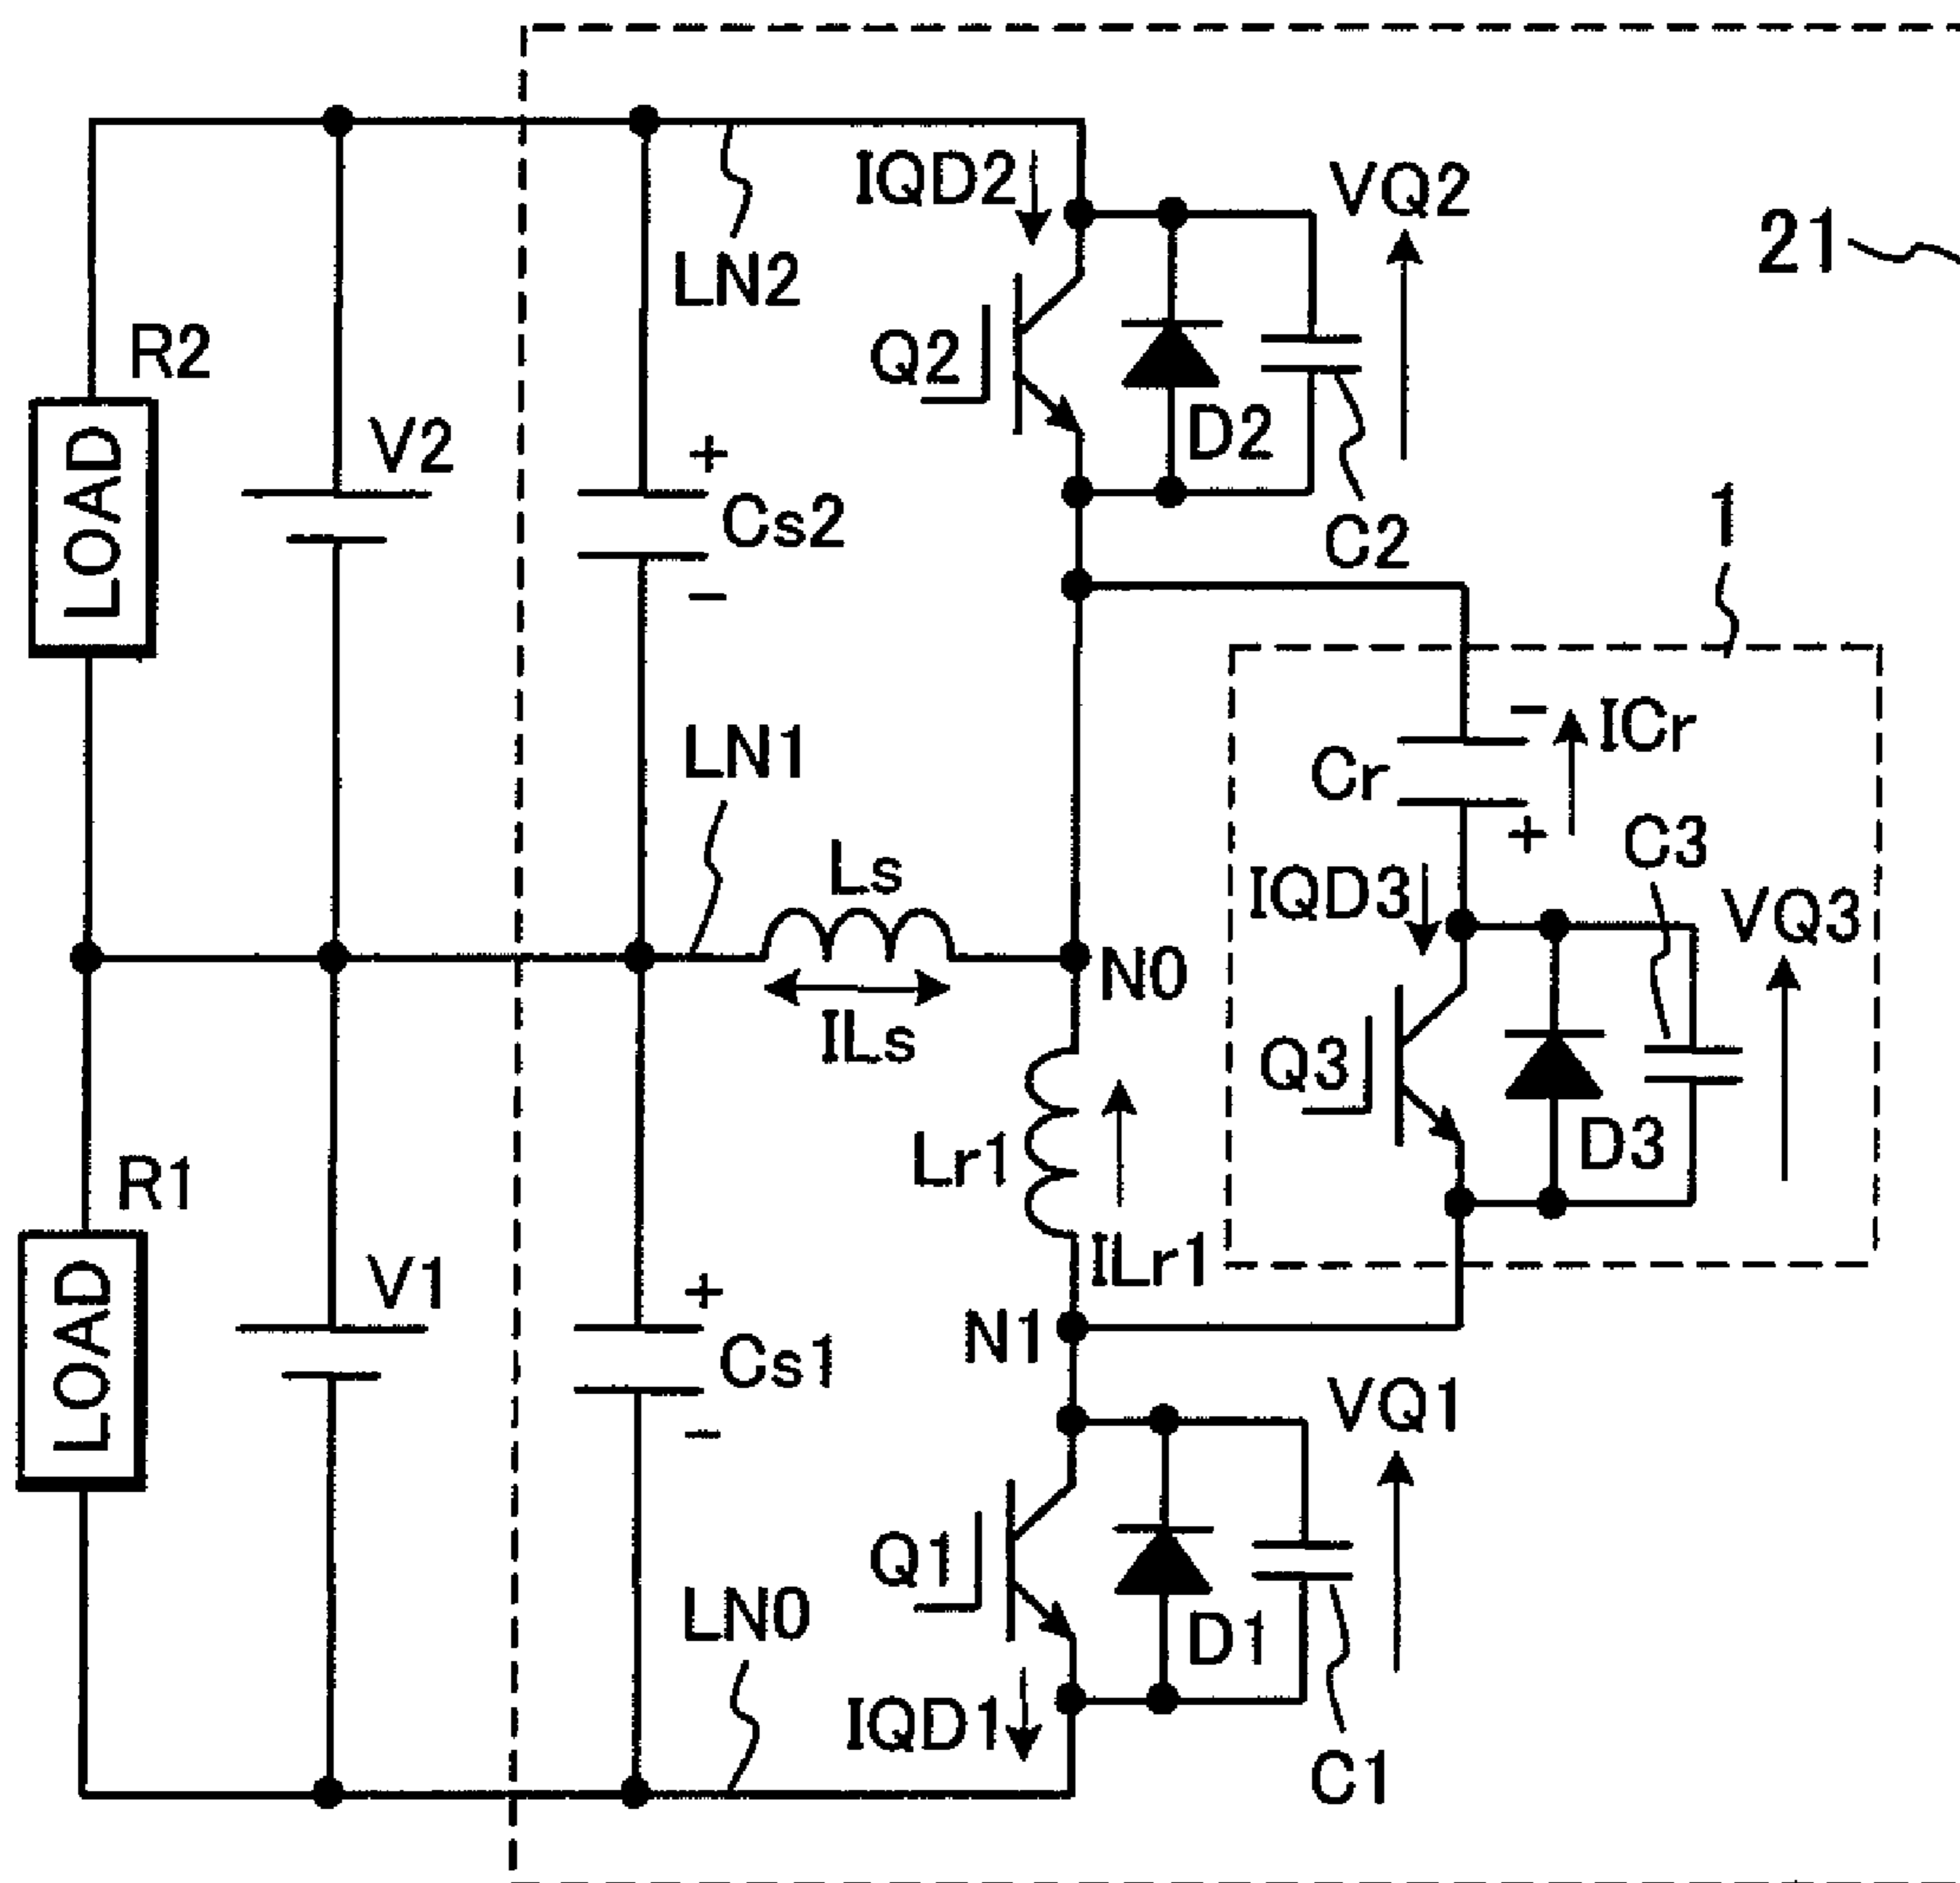 IQD2
VQ2
21
LN2
R2
Q2
LOAD
V2
+
D2
Cs2
C2
1
-
LN1
-
ICr
Cr
+
C3
Ls
IQD3
VQ3
N0
ILs
Q3
Lr1
D3
R1
ILr1
LOAD
V1
+
N1
Cs1
VQ1
-
Q1
LN0
D1
IQD1
C1